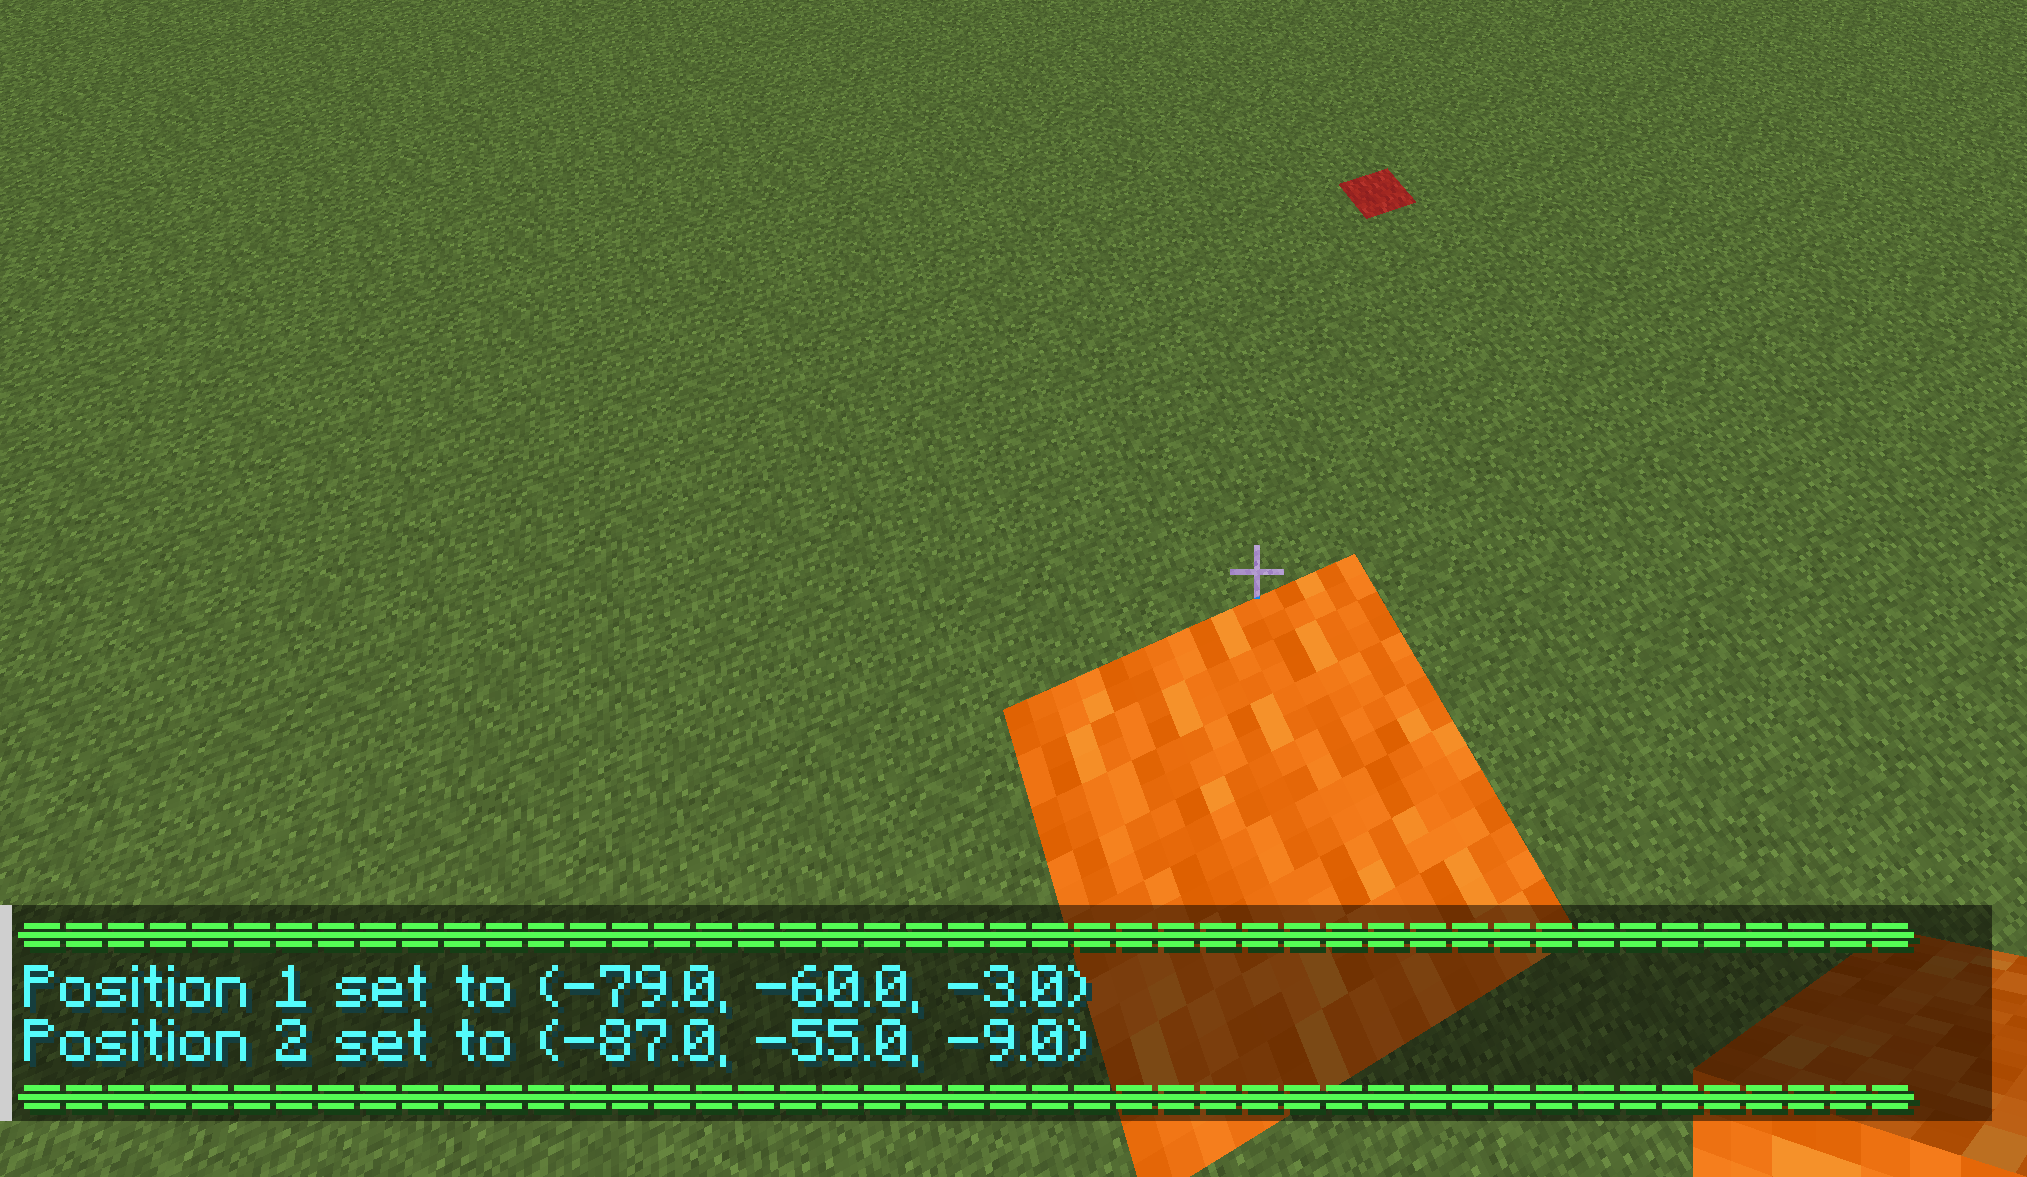 Position 1 set to (-79.0, -60.0, -3.0)
Position 2 set to (-87.0, -55.0, -9.0)